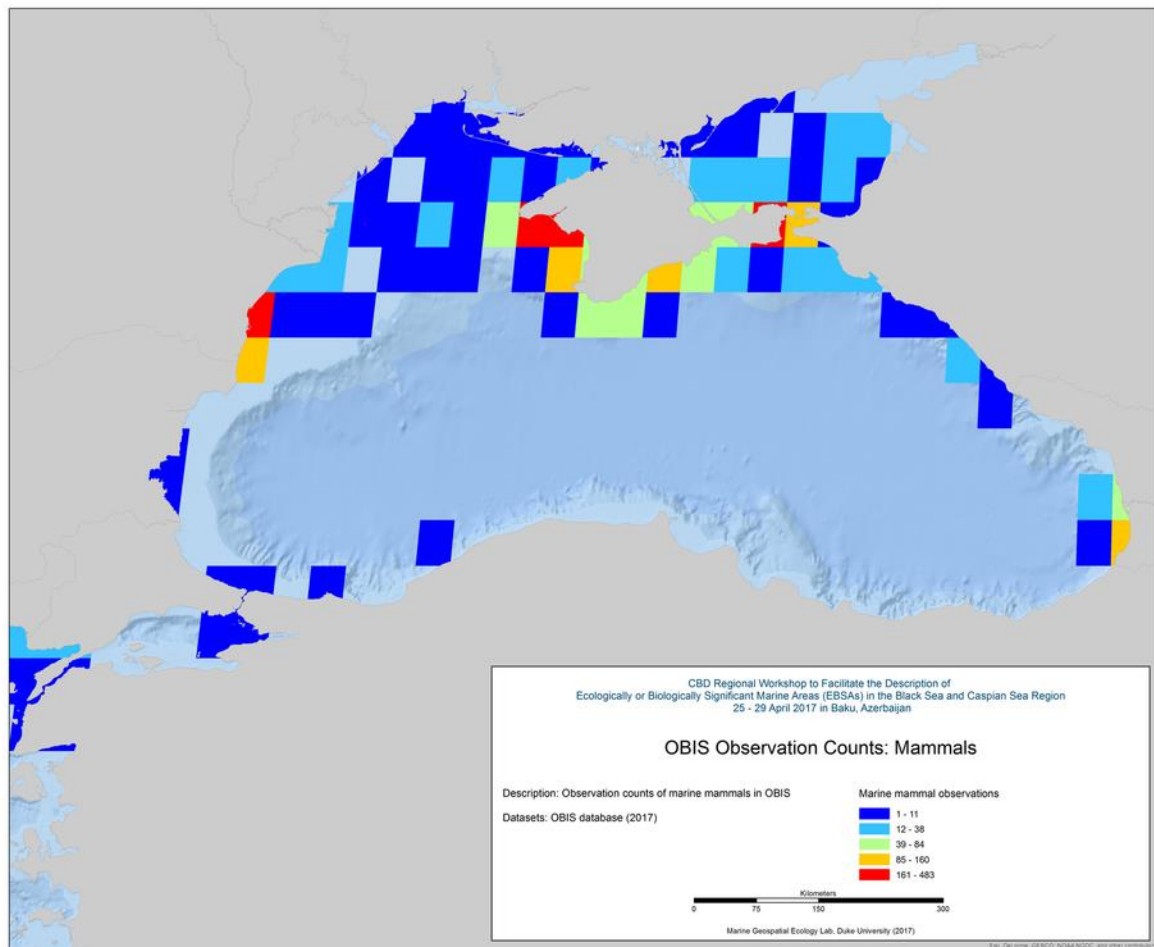 CBD Regional Workshop to Facilitate the Description of
Ecologically or Biologically Significant Marine Areas (EBSAs) in the Black Sea and Caspian Sea Region
25 - 29 April 2017 in Baku, Azerbaijan
OBIS Observation Counts: Mammals
Description: Observation counts of marine mammals in OBIS
Datasets: OBIS database (2017)
Marine mammal observations
1 - 11
12 - 38
39 - 84
85 - 160
161 - 483
Kilometers
0 75 150 300
Marine Geospatial Ecology Lab, Duke University (2017)